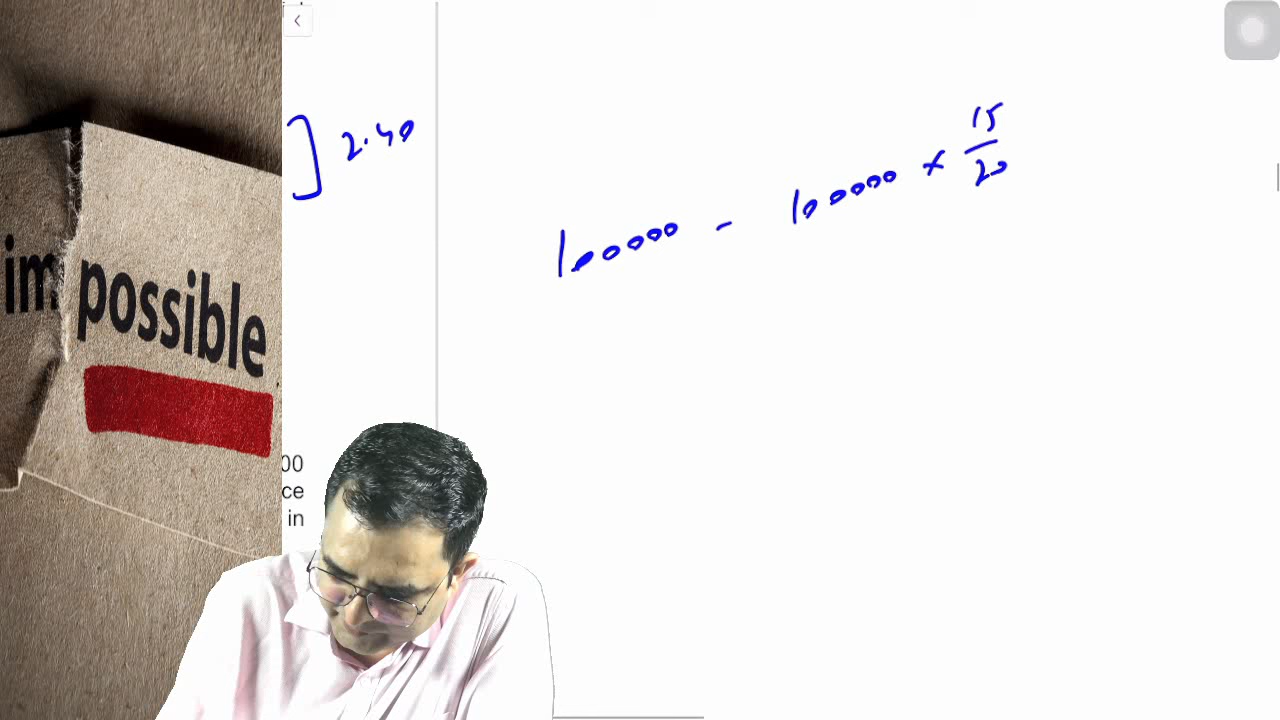 ] 2.40
100000 - 100000 × 15/20
im possible
00
ce
in